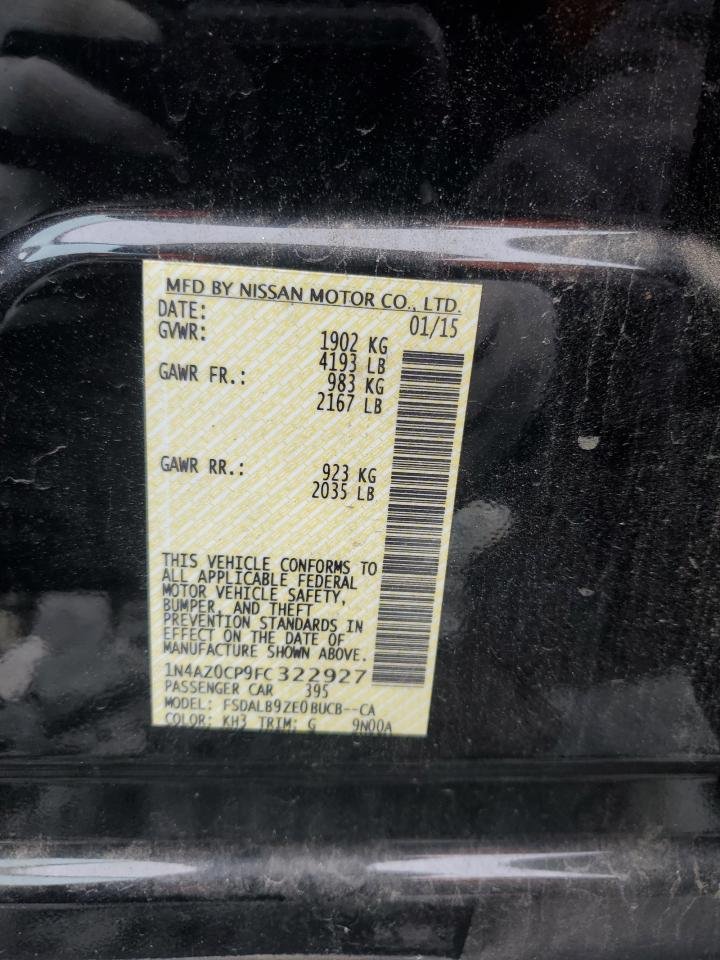 MFD BY NISSAN MOTOR CO., LTD.
DATE: 01/15
GVWR: 1902 KG
4193 LB
GAWR FR.: 983 KG
2167 LB
GAWR RR.: 923 KG
2035 LB
THIS VEHICLE CONFORMS TO
ALL APPLICABLE FEDERAL
MOTOR VEHICLE SAFETY,
BUMPER, AND THEFT
PREVENTION STANDARDS IN
EFFECT ON THE DATE OF
MANUFACTURE SHOWN ABOVE.
1N4AZ0CP9FC322927
PASSENGER CAR 395
MODEL: FSDALB9ZE0BUCB--CA
COLOR: KH3 TRIM: G 9N00A